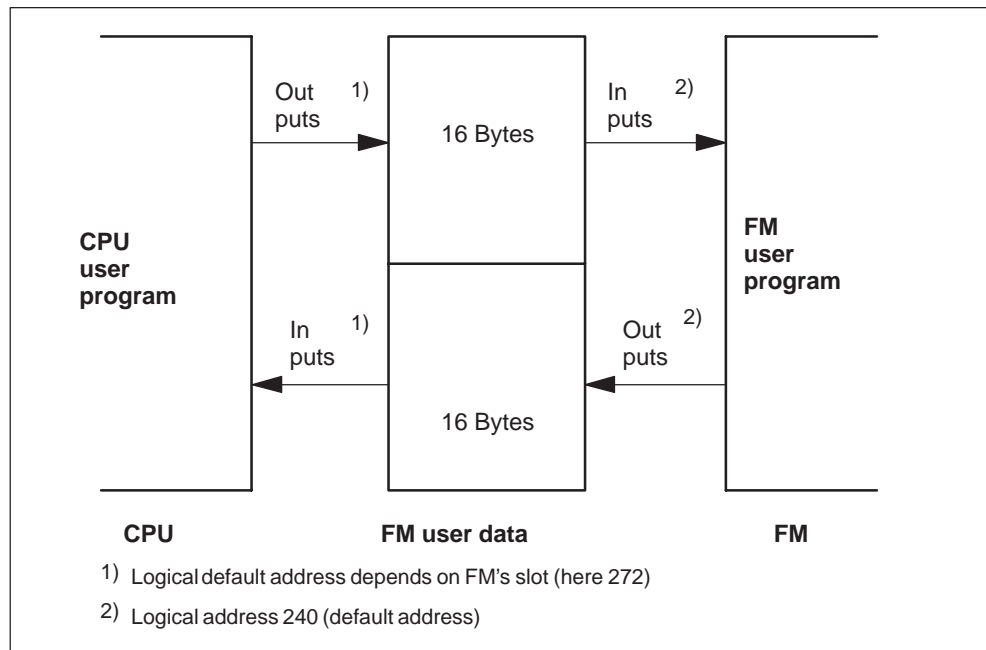 Out 1)
puts
In 2)
puts
16 Bytes
CPU
user
program
FM
user
program
In 1)
puts
Out 2)
puts
16 Bytes
CPU
FM user data
FM
1) Logical default address depends on FM's slot (here 272)
2) Logical address 240 (default address)